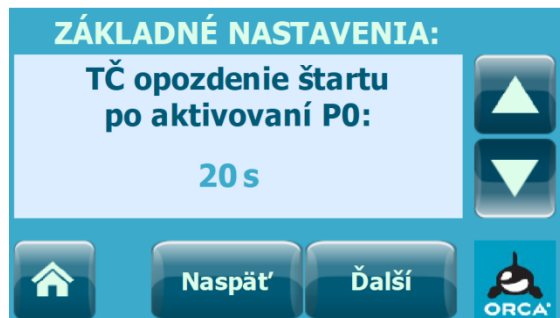 ZÁKLADNÉ NASTAVENIA:
TČ opozdenie štartu
po aktivovaní P0:
20 s
Naspäť
Ďalší
ORCA